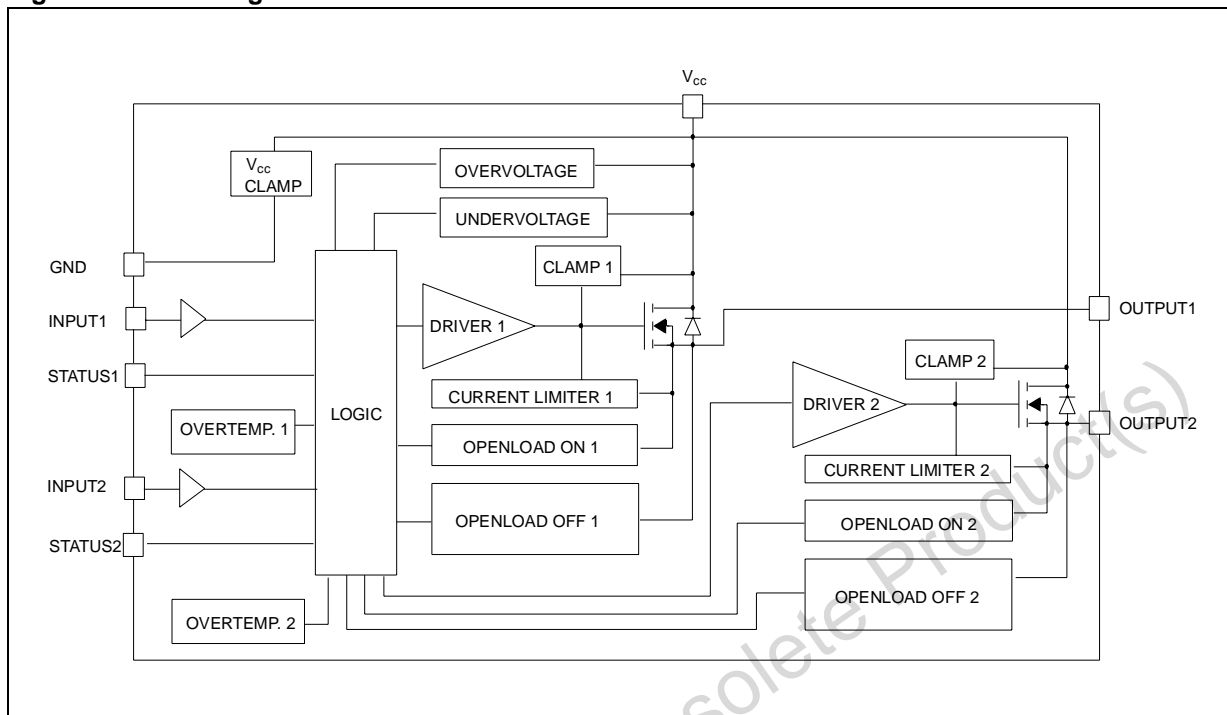 Vcc
Vcc
CLAMP
OVERVOLTAGE
UNDERVOLTAGE
GND
CLAMP 1
INPUT1
DRIVER 1
OUTPUT1
STATUS1
LOGIC
CURRENT LIMITER 1
CLAMP 2
DRIVER 2
OUTPUT2
OVERTEMP. 1
OPENLOAD ON 1
CURRENT LIMITER 2
INPUT2
OPENLOAD OFF 1
OPENLOAD ON 2
STATUS2
OPENLOAD OFF 2
OVERTEMP. 2
solete Product(s)